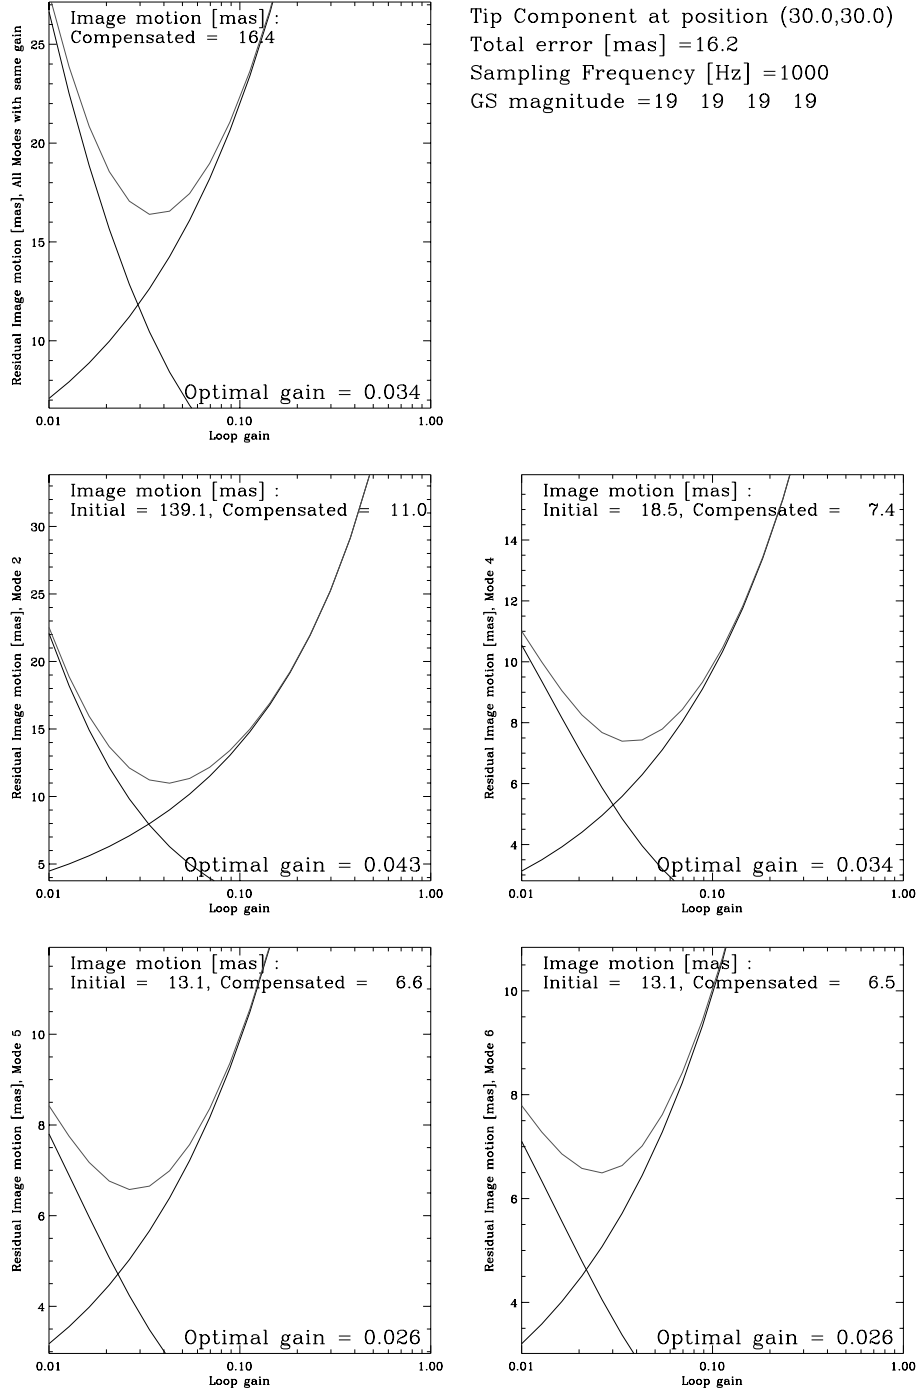 Image motion [mas] :
Compensated =   16.4
25
20
15
10
Residual Image motion [mas], All Modes with same gain
Optimal gain = 0.034
0.01 0.10 1.00
Loop gain
Tip Component at position (30.0,30.0)
Total error [mas] =16.2
Sampling Frequency [Hz] =1000
GS magnitude =19   19   19   19
Image motion [mas] :
Initial = 139.1, Compensated =   11.0
30
25
20
15
10
5
Residual Image motion [mas], Mode 2
Optimal gain = 0.043
0.01 0.10 1.00
Loop gain
Image motion [mas] :
Initial =   18.5, Compensated =   7.4
14
12
10
8
6
4
Residual Image motion [mas], Mode 4
Optimal gain = 0.034
0.01 0.10 1.00
Loop gain
Image motion [mas] :
Initial =   13.1, Compensated =   6.6
10
8
6
4
Residual Image motion [mas], Mode 5
Optimal gain = 0.026
0.01 0.10 1.00
Loop gain
Image motion [mas] :
Initial =   13.1, Compensated =   6.5
10
8
6
4
Residual Image motion [mas], Mode 6
Optimal gain = 0.026
0.01 0.10 1.00
Loop gain